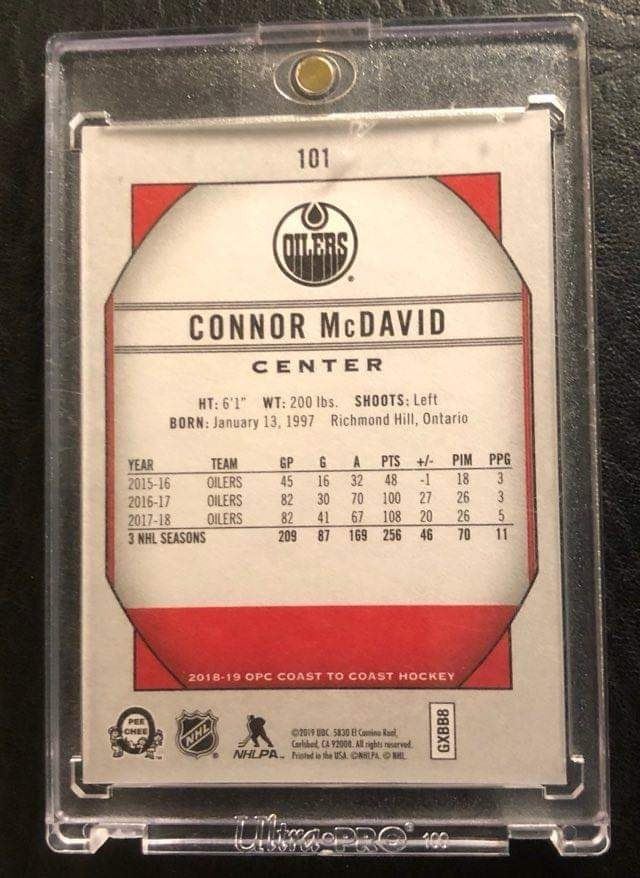 101
OILERS
CONNOR McDAVID
CENTER
HT: 6'1" WT: 200 lbs. SHOOTS: Left
BORN: January 13, 1997 Richmond Hill, Ontario
YEAR TEAM GP G A PTS +/- PIM PPG
2015-16 OILERS 45 16 32 48 -1 18 3
2016-17 OILERS 82 30 70 100 27 26 3
2017-18 OILERS 82 41 67 108 20 26 5
3 NHL SEASONS 209 87 169 256 46 70 11
2018-19 OPC COAST TO COAST HOCKEY
PEE
CHEE
NHL
NHLPA
©2019 UDC. 5830 El Camino Real,
Carlsbad, CA 92008. All rights reserved.
Printed in the USA. ©NHLPA. © NHL.
GXBBB
Ultra•PRO® 100